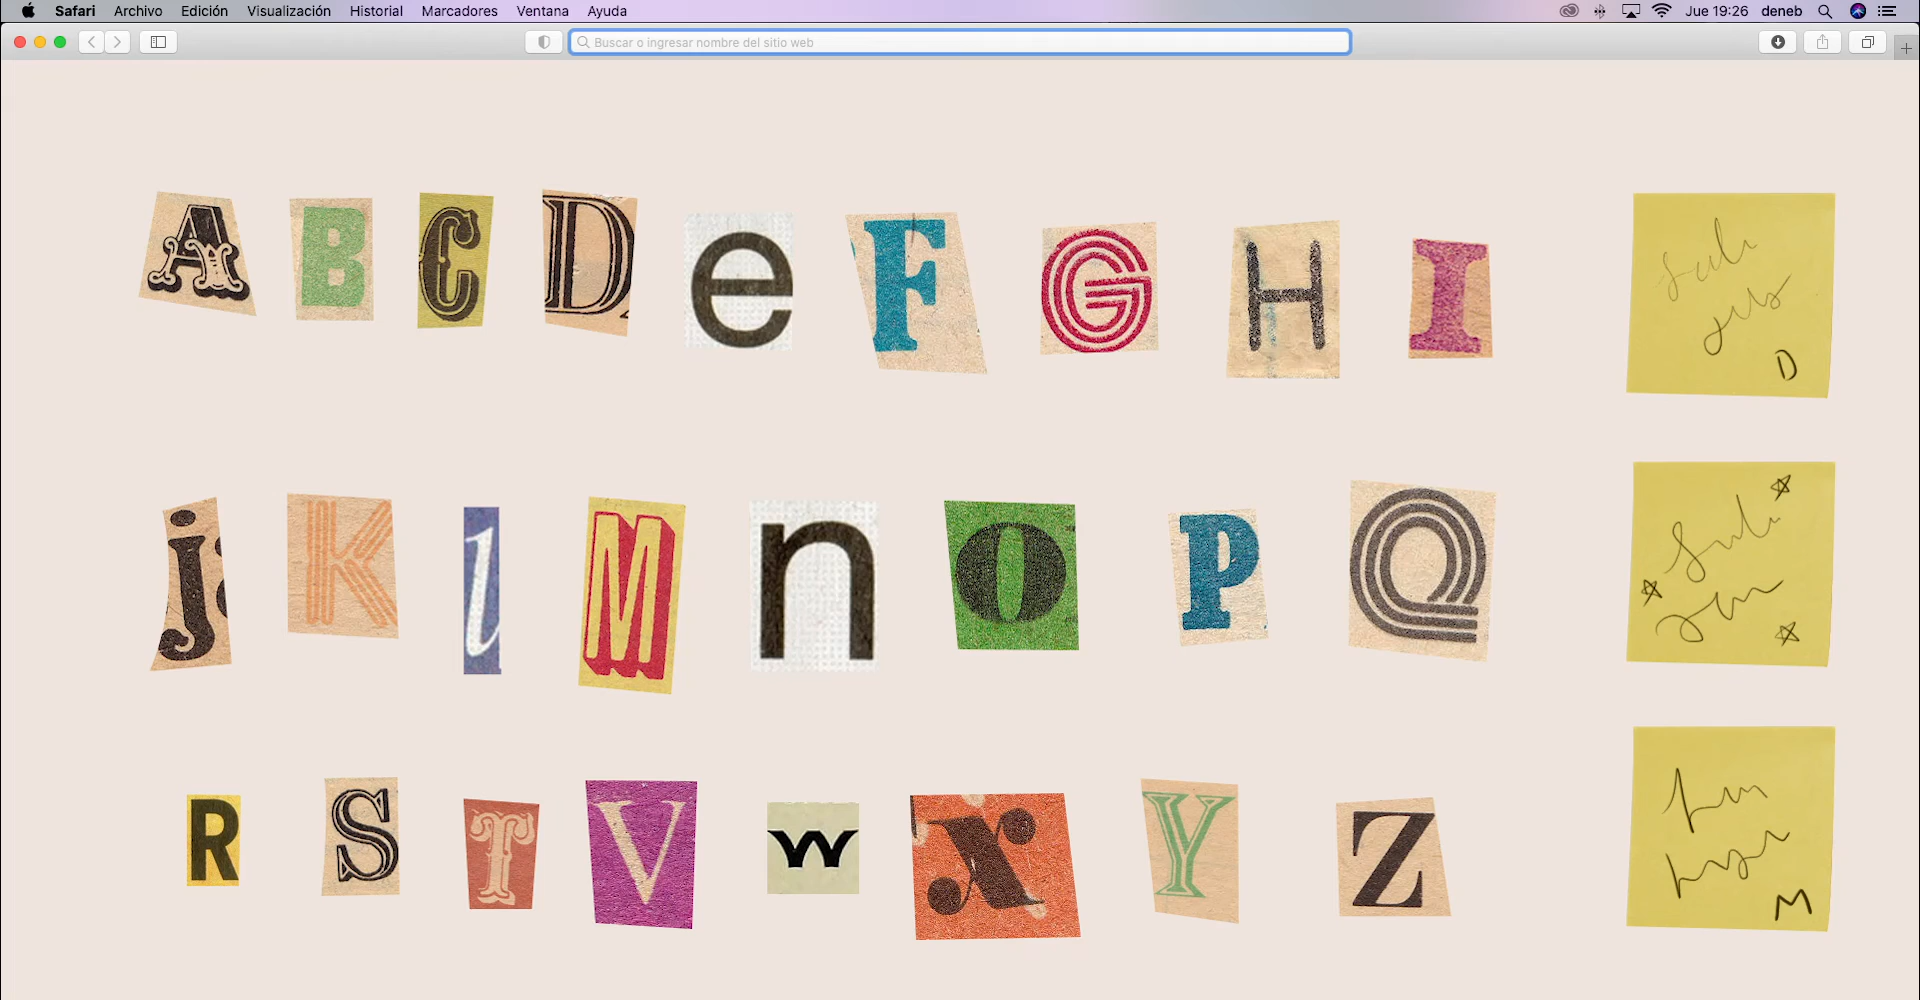 Safari Archivo Edición Visualización Historial Marcadores Ventana Ayuda Jue 19:26 deneb
Buscar o ingresar nombre del sitio web
A B C D e F G H I
D
j K l M n O P Q
R S T V w X Y Z
M